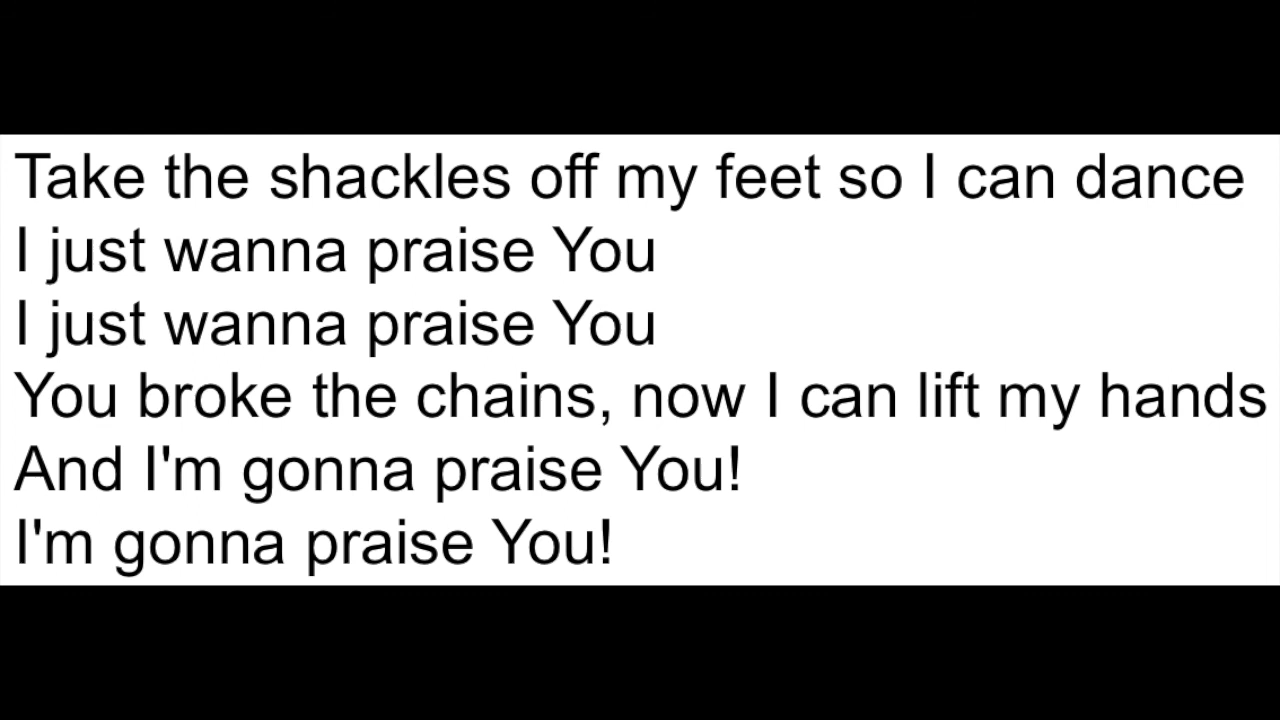 Take the shackles off my feet so I can dance
I just wanna praise You
I just wanna praise You
You broke the chains, now I can lift my hands
And I'm gonna praise You!
I'm gonna praise You!